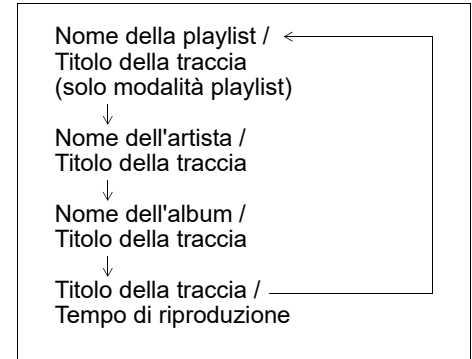 Nome della playlist /
Titolo della traccia
(solo modalità playlist)
Nome dell'artista /
Titolo della traccia
Nome dell'album /
Titolo della traccia
Titolo della traccia /
Tempo di riproduzione